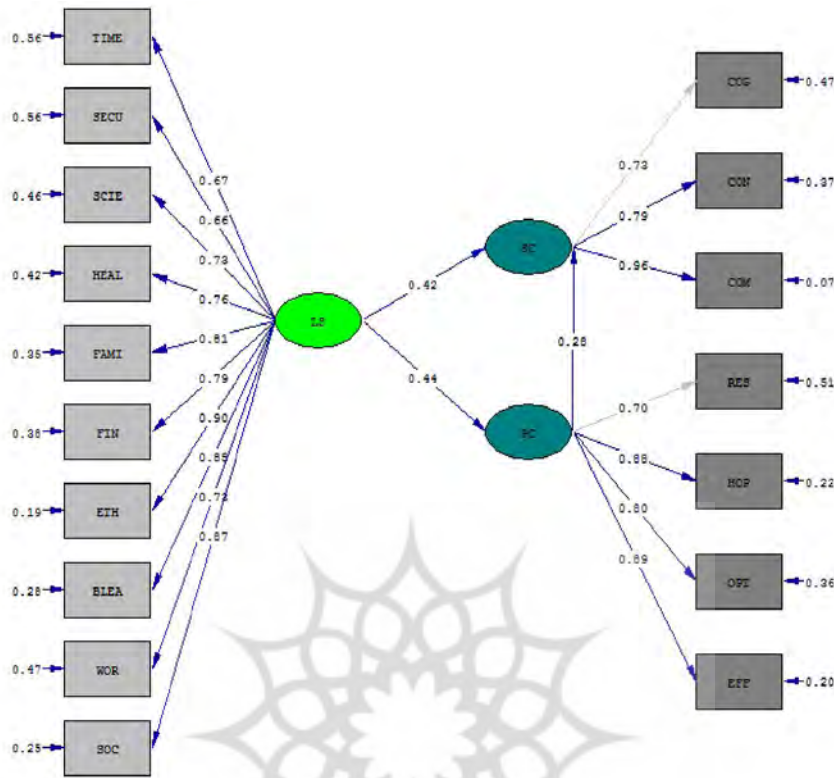 0.56 TIME
0.56 SECU
0.46 SCIE
0.42 HEAL
0.35 FAMI
0.38 FIN
0.19 ETH
0.28 BLEA
0.47 WOR
0.25 SOC
0.67
0.66
0.73
0.76
0.81
0.79
0.90
0.85
0.73
0.87
LS
0.42
0.44
SC
0.28
PC
0.73
0.79
0.96
0.70
0.88
0.80
0.89
COG 0.47
CON 0.37
COM 0.07
RES 0.51
HOP 0.22
OPT 0.36
EFF 0.20